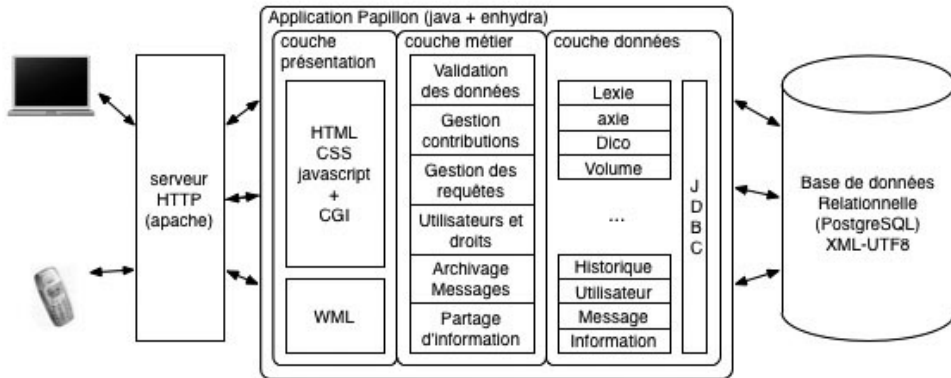 Application Papillon (java + enhydra)
couche
présentation
couche métier
couche données
serveur
HTTP
(apache)
HTML
CSS
javascript
+
CGI
WML
Validation
des données
Gestion
contributions
Gestion des
requêtes
Utilisateurs et
droits
Archivage
Messages
Partage
d'information
Lexie
axie
Dico
Volume
...
Historique
Utilisateur
Message
Information
J
D
B
C
Base de données
Relationnelle
(PostgreSQL)
XML-UTF8